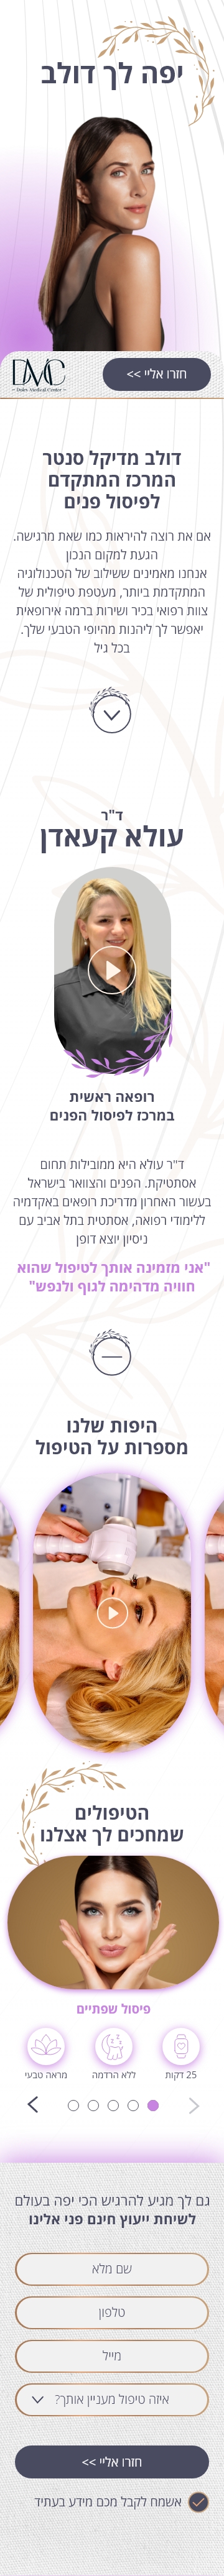 יפה לך דולב
DMC
Dolev Medical Center
חזרו אליי >>
דולב מדיקל סנטר
המרכז המתקדם
לפיסול פנים
אם את רוצה להיראות כמו שאת מרגישה.
הגעת למקום הנכון
אנחנו מאמינים ששילוב של הטכנולוגיה
המתקדמת ביותר, מעטפת טיפולית של
צוות רפואי בכיר ושירות ברמה אירופאית
יאפשר לך ליהנות מהיופי הטבעי שלך.
בכל גיל
ד"ר
עולא קעאדן
רופאה ראשית
במרכז לפיסול הפנים
ד"ר עולא היא ממובילות תחום
אסתטיקת. הפנים והצוואר בישראל
בעשור האחרון מדריכת רופאים באקדמיה
ללימודי רפואה, אסתטית בתל אביב עם
ניסיון יוצא דופן
"אני מזמינה אותך לטיפול שהוא
חוויה מדהימה לגוף ולנפש"
היפות שלנו
מספרות על הטיפול
הטיפולים
שמחכים לך אצלנו
פיסול שפתיים
25 דקות
ללא הרדמה
מראה טבעי
גם לך מגיע להרגיש הכי יפה בעולם
לשיחת ייעוץ חינם פני אלינו
שם מלא
טלפון
מייל
איזה טיפול מעניין אותך?
חזרו אליי >>
אשמח לקבל מכם מידע בעתיד